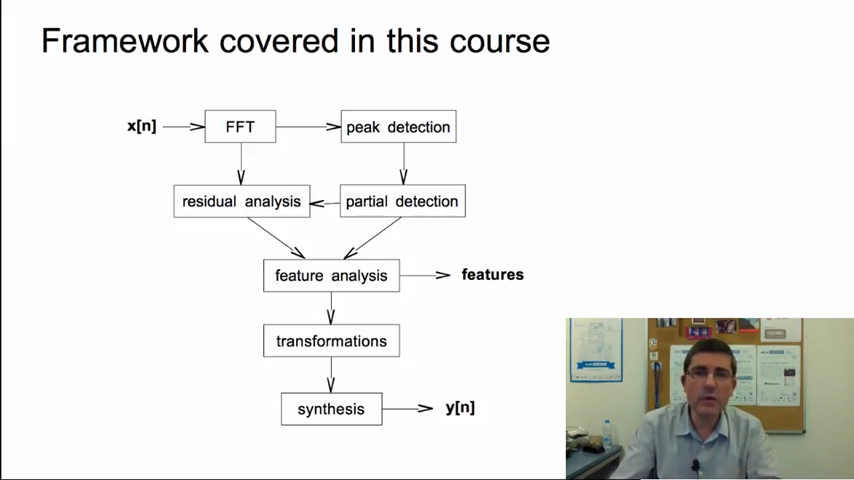 Framework covered in this course
x[n]
FFT
peak detection
residual analysis
partial detection
feature analysis
features
transformations
synthesis
y[n]